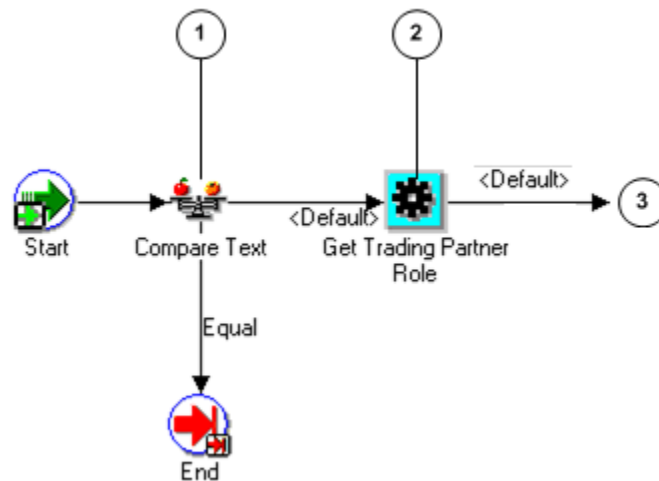 1
2
<Default>
3
<Default>
Start
Compare Text
Get Trading Partner
Role
Equal
End